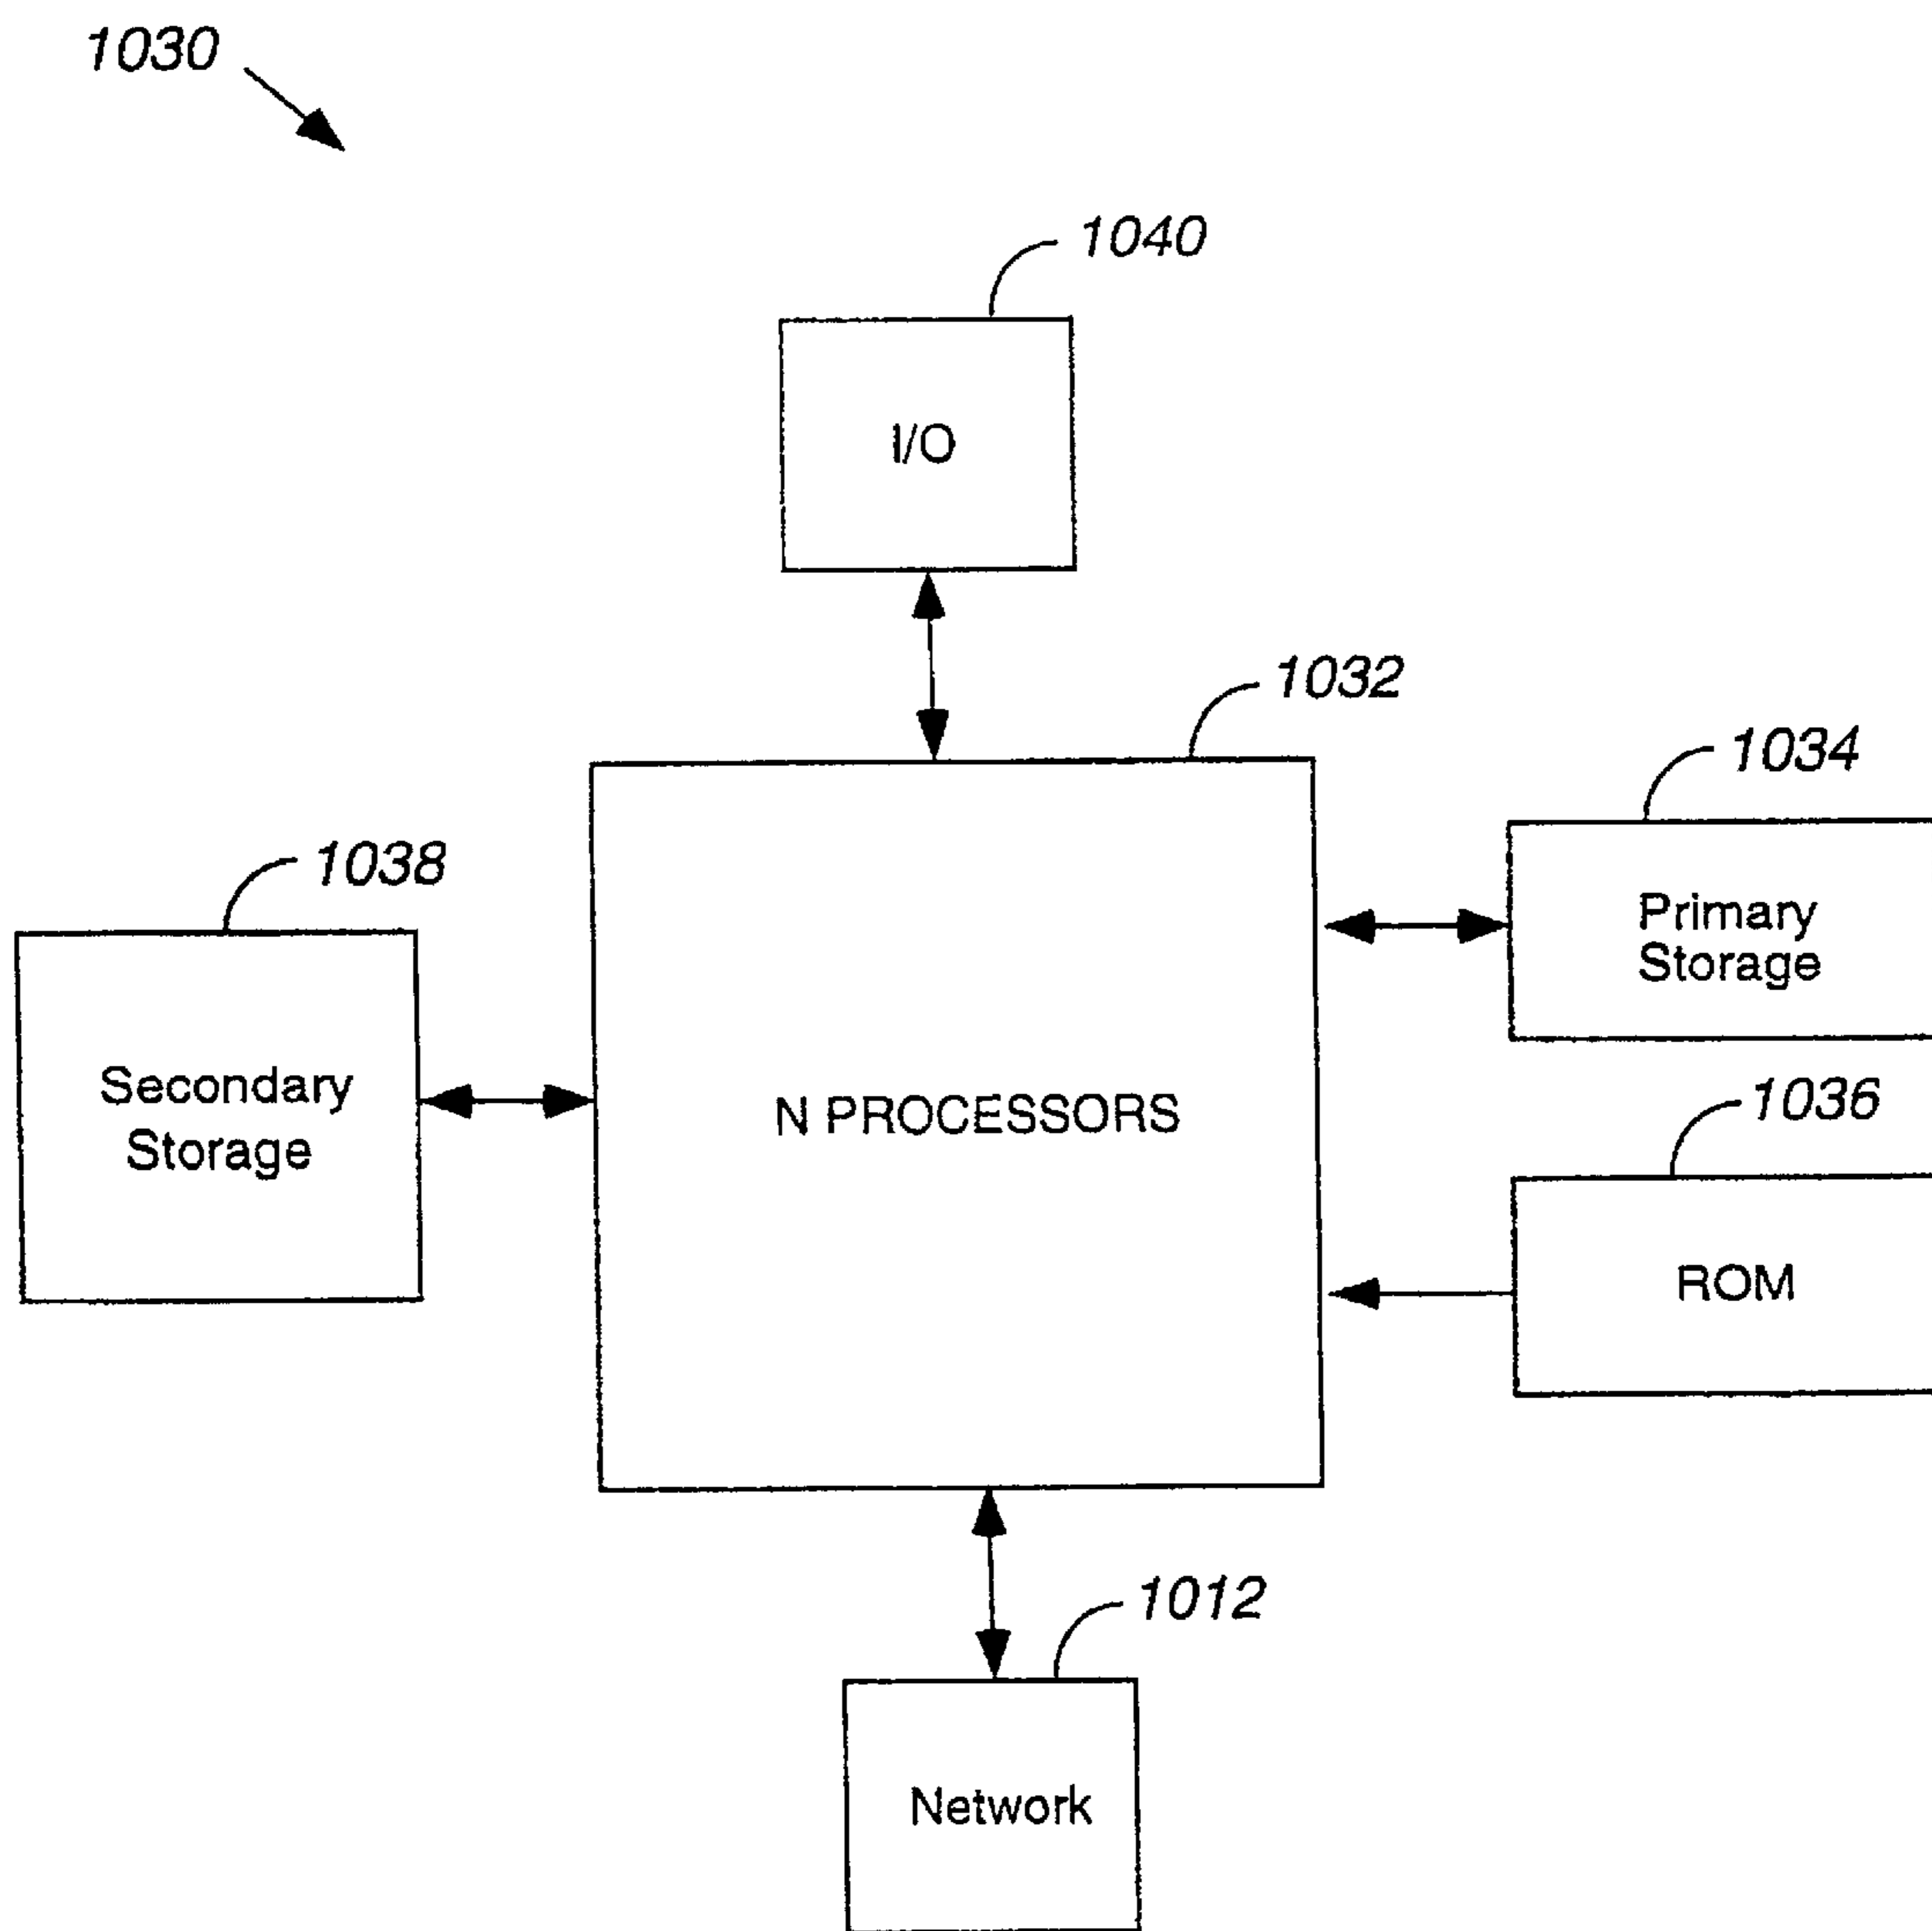 1030
1040
I/O
1032
1034
Primary
Storage
1038
Secondary
Storage
N PROCESSORS
1036
ROM
1012
Network